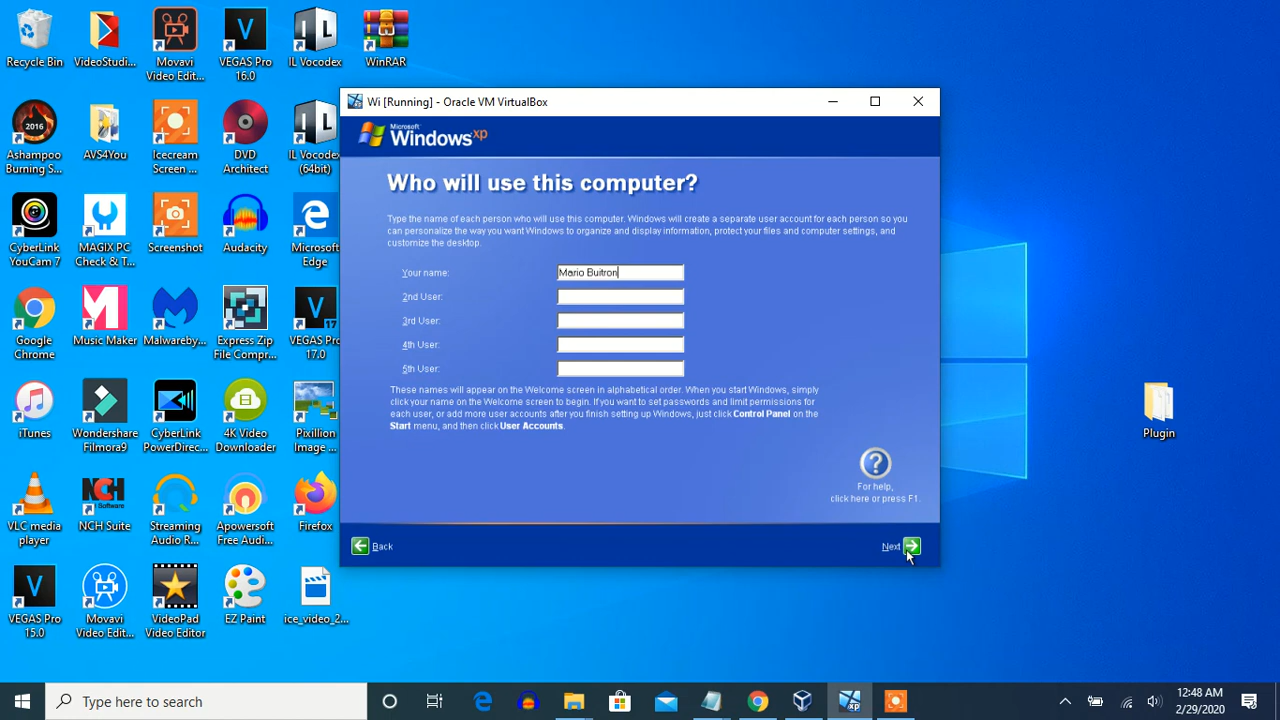 Recycle Bin
VideoStudi...
Movavi
Video Edit...
VEGAS Pro
16.0
IL Vocodex
WinRAR
2016
Ashampoo
Burning S...
AVS4You
Icecream
Screen ...
DVD
Architect
IL Vocodex
(64bit)
CyberLink
YouCam 7
MAGIX PC
Check & T...
Screenshot
Audacity
Microsoft
Edge
Google
Chrome
Music Maker
Malwareby...
Express Zip
File Compr...
17
VEGAS Pro
17.0
iTunes
Wondershare
Filmora9
CyberLink
PowerDirec...
4K Video
Downloader
Pixillion
Image ...
VLC media
player
NCH Software
NCH Suite
Streaming
Audio R...
Apowersoft
Free Audi...
Firefox
VEGAS Pro
15.0
Movavi
Video Edit...
VideoPad
Video Editor
EZ Paint
ice_video_2...
Plugin
Wi [Running] - Oracle VM VirtualBox
Microsoft
Windows xp
Who will use this computer?
Type the name of each person who will use this computer. Windows will create a separate user account for each person so you
can personalize the way you want Windows to organize and display information, protect your files and computer settings, and
customize the desktop.
Your name:
Mario Buitron
2nd User:
3rd User:
4th User:
5th User:
These names will appear on the Welcome screen in alphabetical order. When you start Windows, simply
click your name on the Welcome screen to begin. If you want to set passwords and limit permissions for
each user, or add more user accounts after you finish setting up Windows, just click Control Panel on the
Start menu, and then click User Accounts.
For help,
click here or press F1.
Back
Next
Type here to search
xp
12:48 AM
2/29/2020